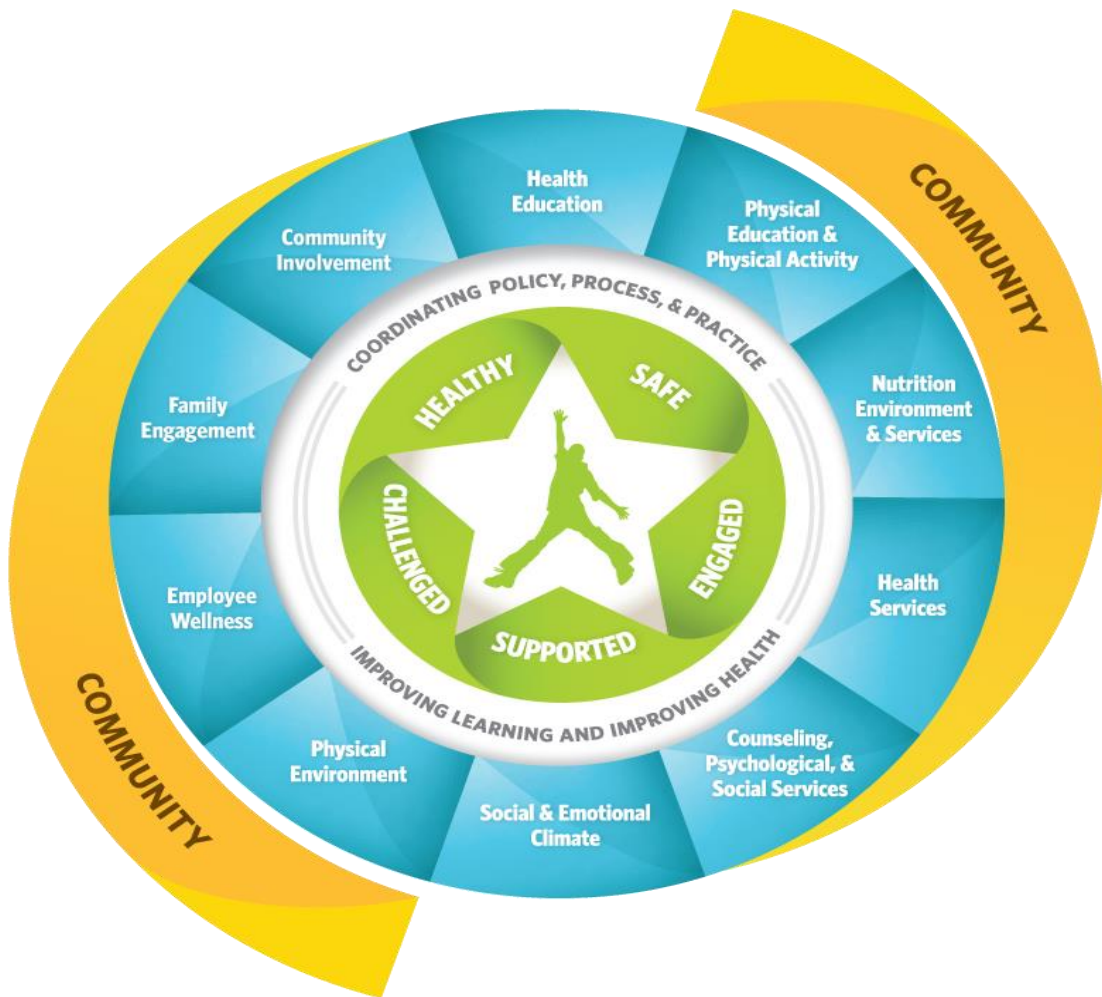 COMMUNITY
Health
Education
Physical
Education &
Physical Activity
Nutrition
Environment
& Services
Health
Services
Counseling,
Psychological, &
Social Services
Social & Emotional
Climate
Physical
Environment
Employee
Wellness
Family
Engagement
Community
Involvement
COORDINATING POLICY, PROCESS, & PRACTICE
IMPROVING LEARNING AND IMPROVING HEALTH
HEALTHY
SAFE
ENGAGED
SUPPORTED
CHALLENGED
COMMUNITY